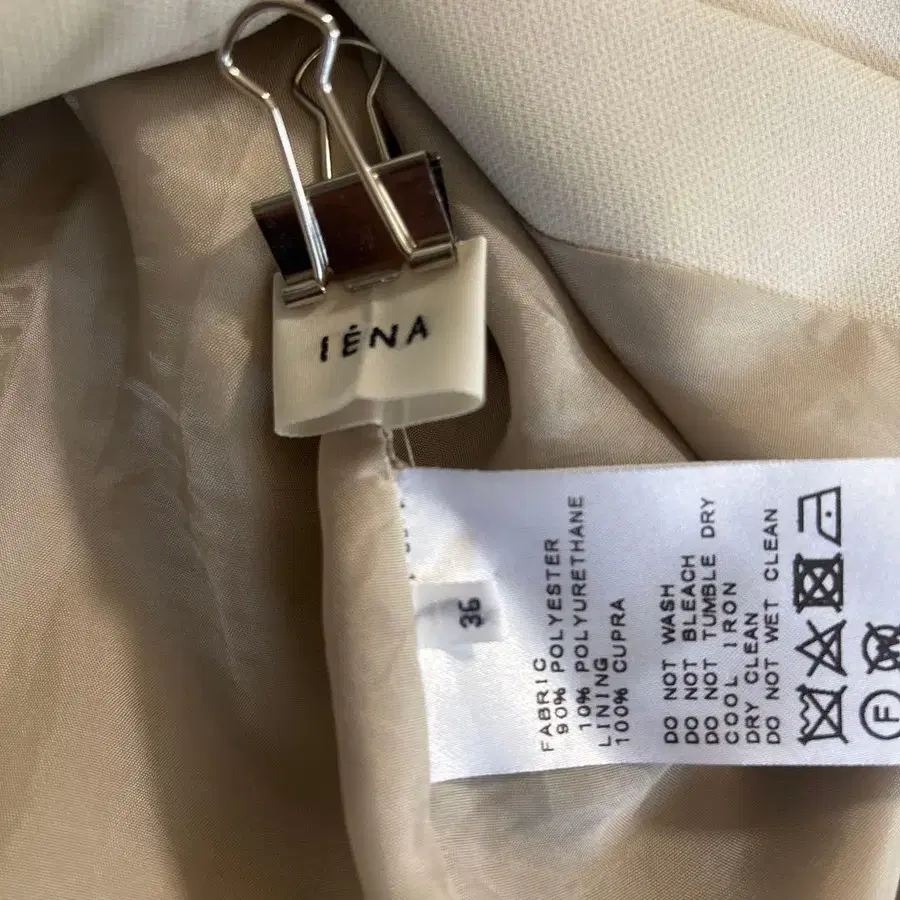 IÉNA
36
FABRIC
90% POLYESTER
10% POLYURETHANE
LINING
100% CUPRA
DO NOT WASH
DO NOT BLEACH
DO NOT TUMBLE DRY
COOL IRON
DRY CLEAN
DO NOT WET CLEAN
F